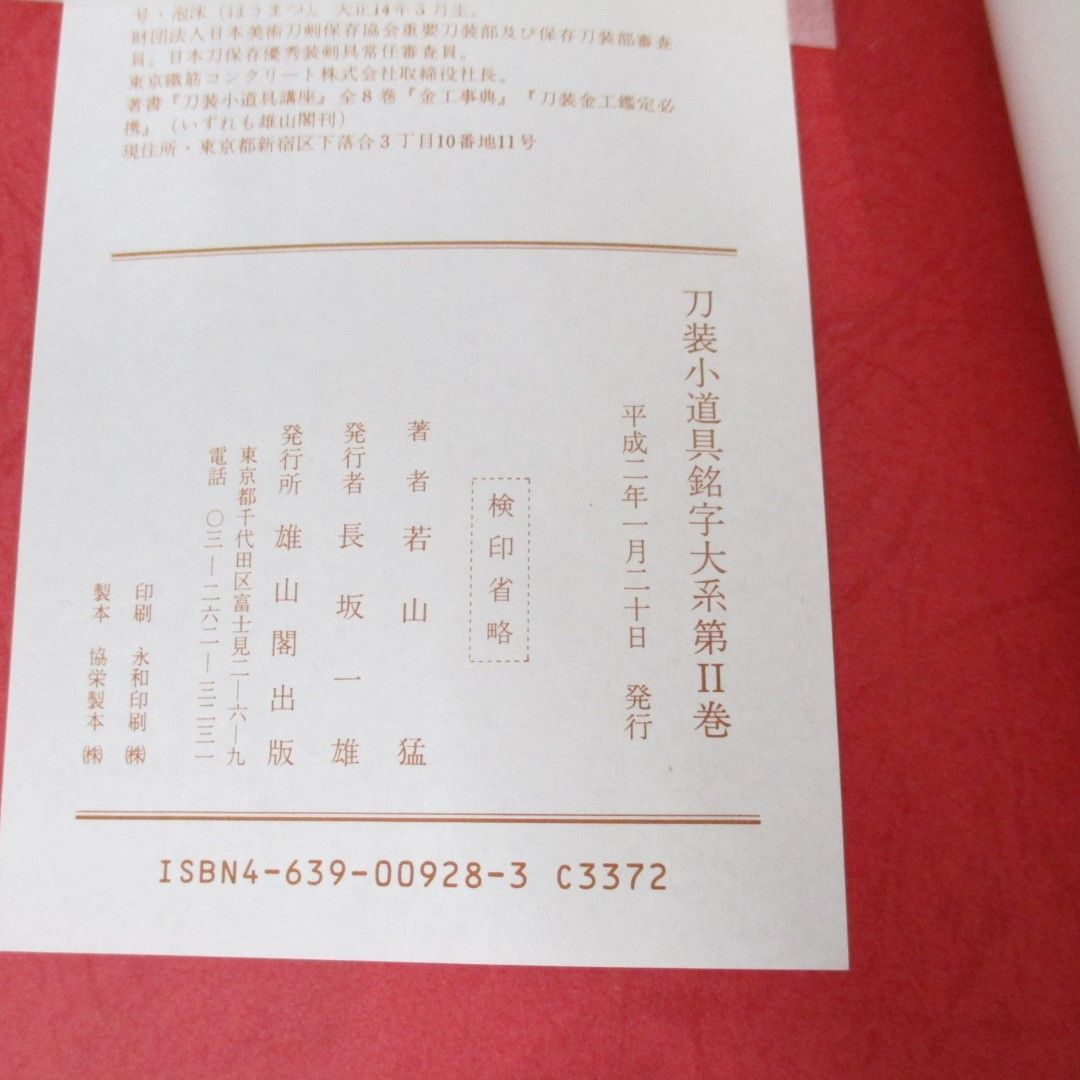 号・泡沫(ほうまつ)。大正14年3月生。
財団法人日本美術刀剣保存協会重要刀装部及び保存刀装部審査
員。日本刀保存優秀装剣具常任審査員。
東京鐵筋コンクリート株式会社取締役社長。
著書『刀装小道具講座』全8巻『金工事典』『刀装金工鑑定必
携』(いずれも雄山閣刊)
現住所・東京都新宿区下落合3丁目10番地11号
刀装小道具銘字大系第II巻
平成二年一月二十日 発行
検印省略
著者 若山猛
発行者 長坂一雄
発行所 雄山閣出版
東京都千代田区富士見二―六―九
電話 〇三―二六二―三二三一
印刷 永和印刷㈱
製本 協栄製本㈱
ISBN4-639-00928-3 C3372